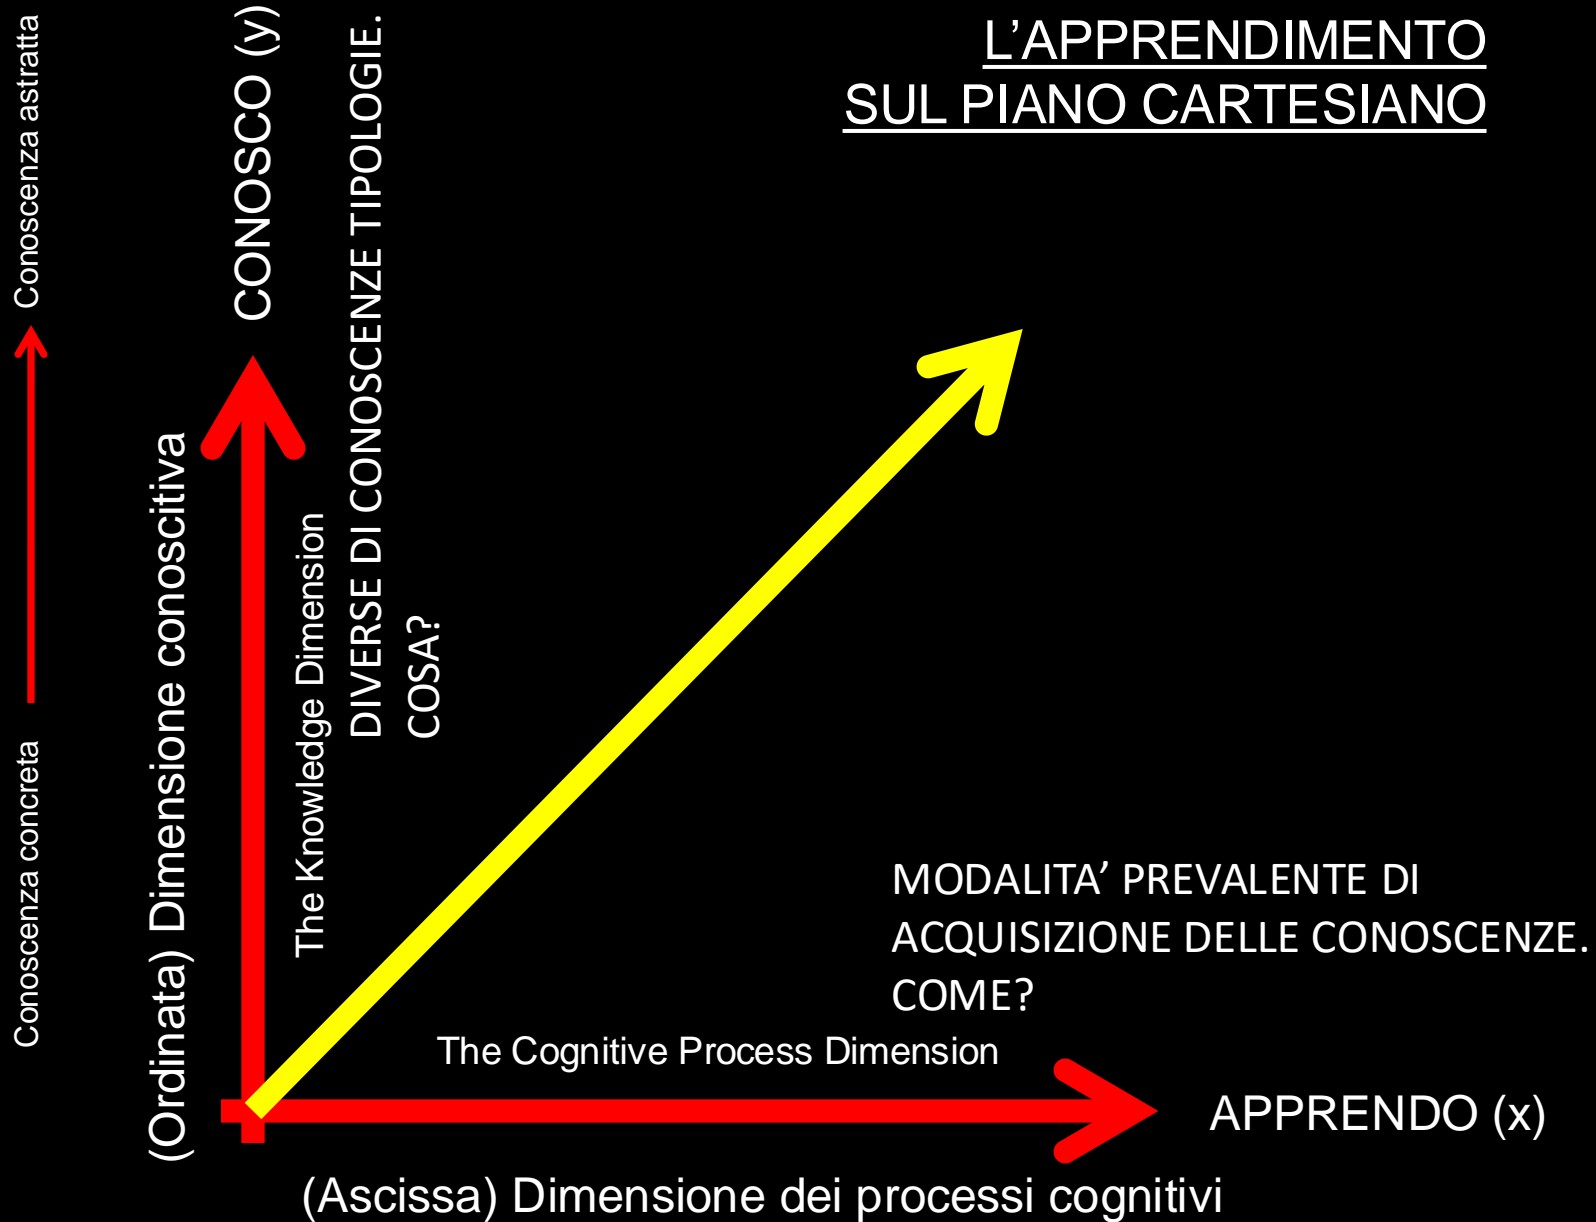 L’APPRENDIMENTO
SUL PIANO CARTESIANO
Conoscenza astratta
Conoscenza concreta
(Ordinata) Dimensione conoscitiva
CONOSCO (y)
The Knowledge Dimension
DIVERSE DI CONOSCENZE TIPOLOGIE.
COSA?
MODALITA’ PREVALENTE DI
ACQUISIZIONE DELLE CONOSCENZE.
COME?
The Cognitive Process Dimension
APPRENDO (x)
(Ascissa) Dimensione dei processi cognitivi